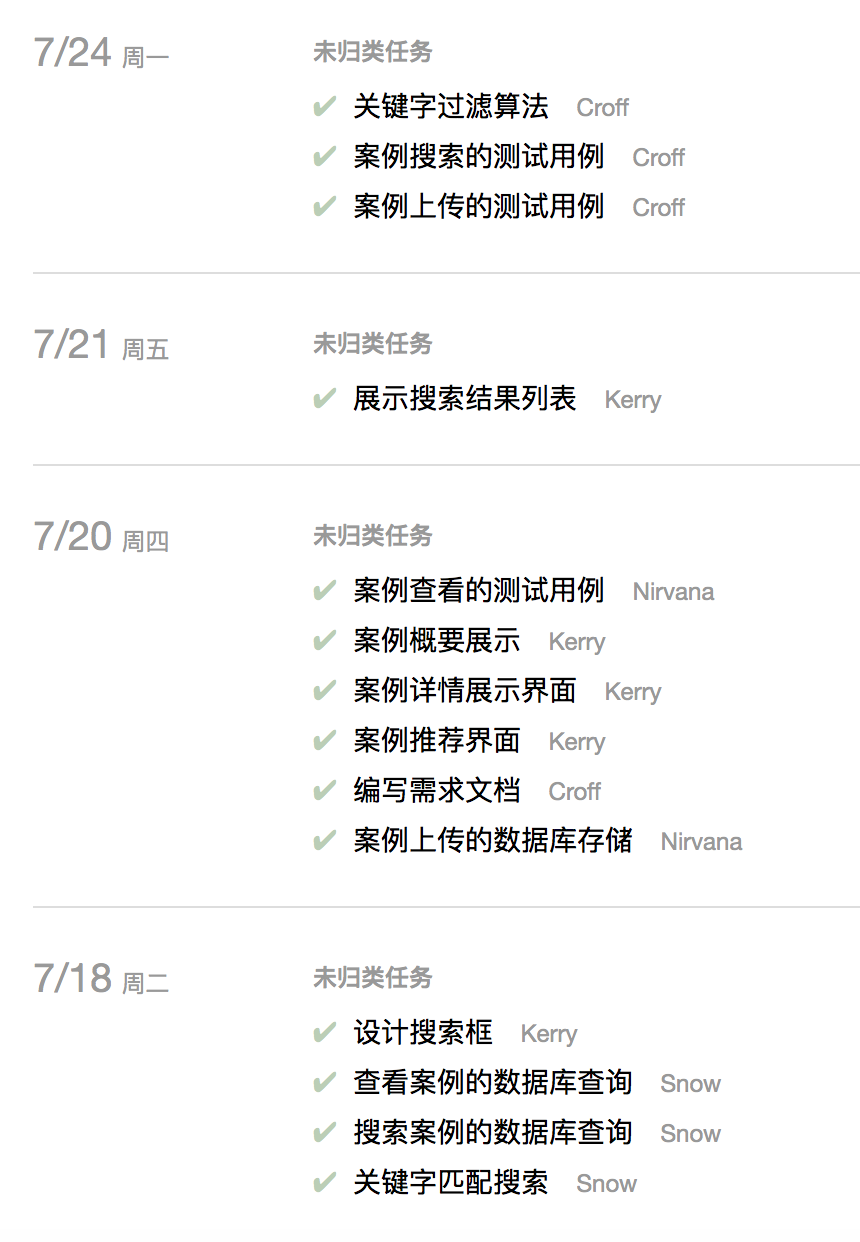 7/24 周一 未归类任务
✔ 关键字过滤算法 Croff
✔ 案例搜索的测试用例 Croff
✔ 案例上传的测试用例 Croff
7/21 周五 未归类任务
✔ 展示搜索结果列表 Kerry
7/20 周四 未归类任务
✔ 案例查看的测试用例 Nirvana
✔ 案例概要展示 Kerry
✔ 案例详情展示界面 Kerry
✔ 案例推荐界面 Kerry
✔ 编写需求文档 Croff
✔ 案例上传的数据库存储 Nirvana
7/18 周二 未归类任务
✔ 设计搜索框 Kerry
✔ 查看案例的数据库查询 Snow
✔ 搜索案例的数据库查询 Snow
✔ 关键字匹配搜索 Snow